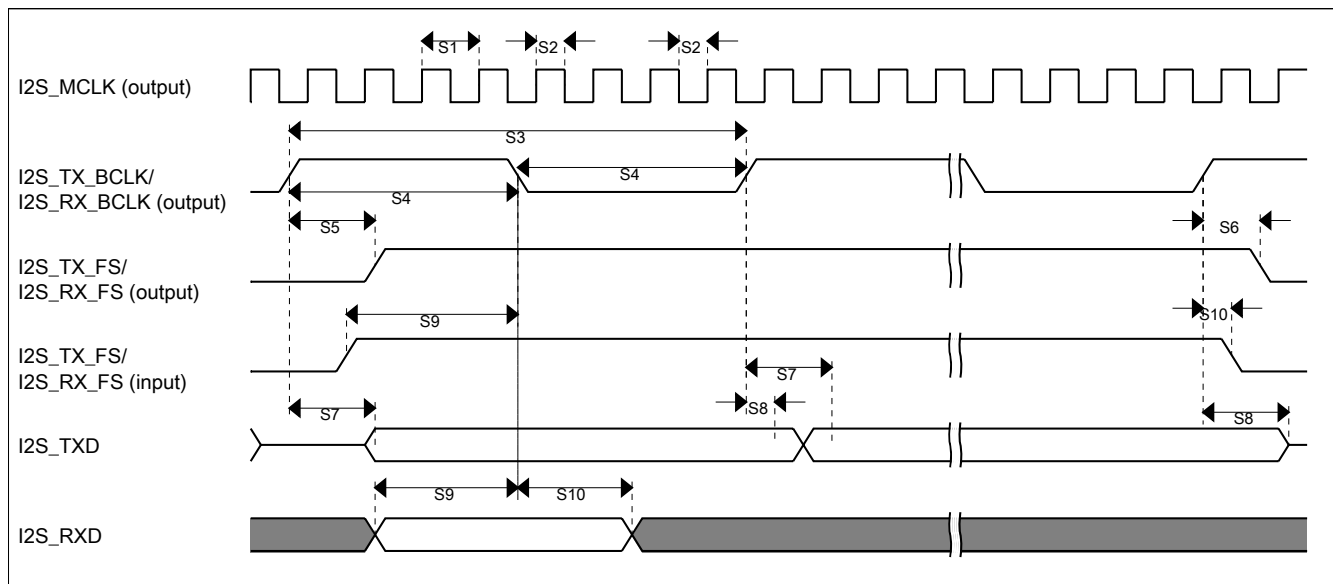 S1
S2
S2
I2S_MCLK (output)
S3
I2S_TX_BCLK/
I2S_RX_BCLK (output)
S4
S4
S5
S6
I2S_TX_FS/
I2S_RX_FS (output)
S9
S10
I2S_TX_FS/
I2S_RX_FS (input)
S7
S7
S8
S8
I2S_TXD
S9
S10
I2S_RXD